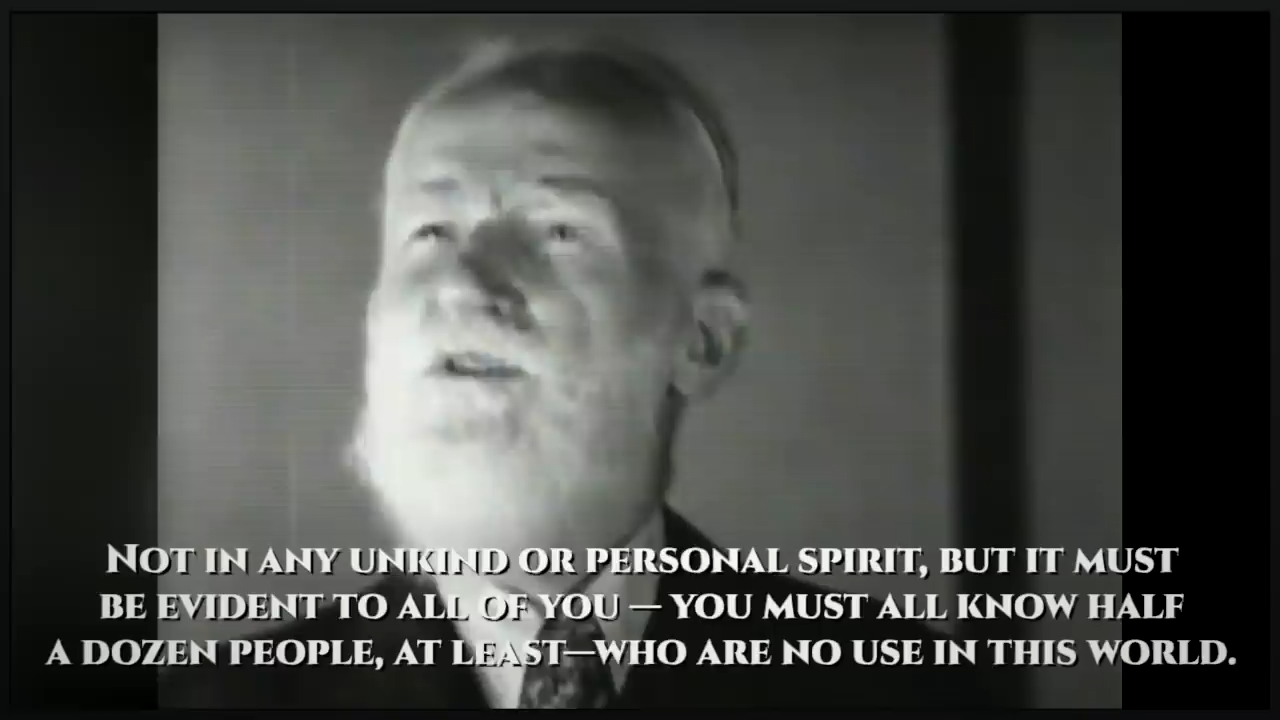 NOT IN ANY UNKIND OR PERSONAL SPIRIT, BUT IT MUST
BE EVIDENT TO ALL OF YOU — YOU MUST ALL KNOW HALF
A DOZEN PEOPLE, AT LEAST—WHO ARE NO USE IN THIS WORLD.